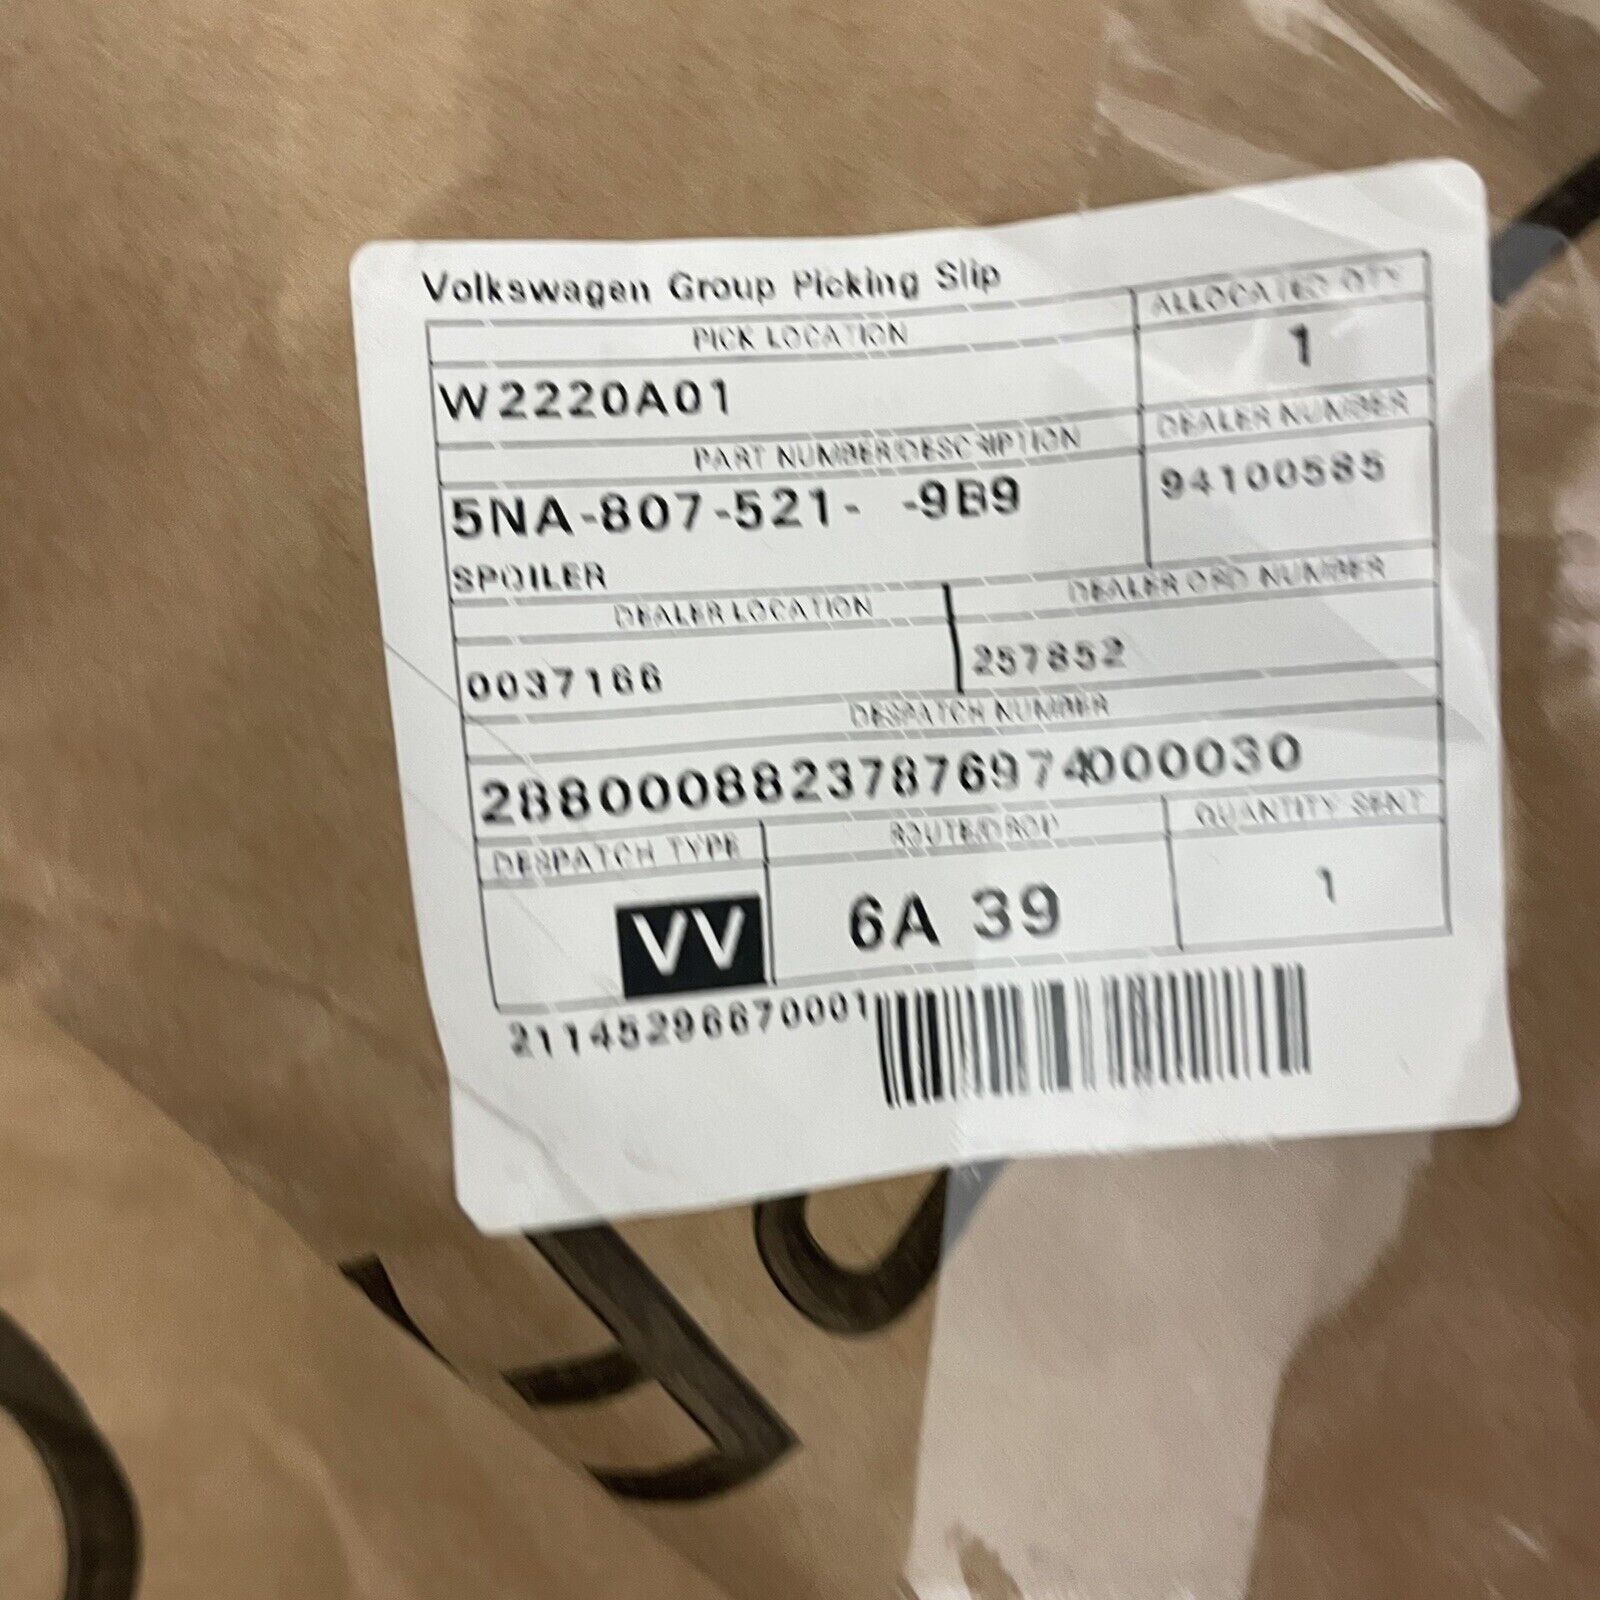 Volkswagen Group Picking Slip
PICK LOCATION
ALLOCATED QTY
W2220A01
1
PART NUMBER/DESCRIPTION
DEALER NUMBER
5NA-807-521- -9B9
94100585
SPOILER
DEALER LOCATION
DEALER ORD NUMBER
0037166
257852
DESPATCH NUMBER
28800088237876974000030
DESPATCH TYPE
ROUTE/DROP
QUANTITY SENT
VV
6A 39
1
21145296670001